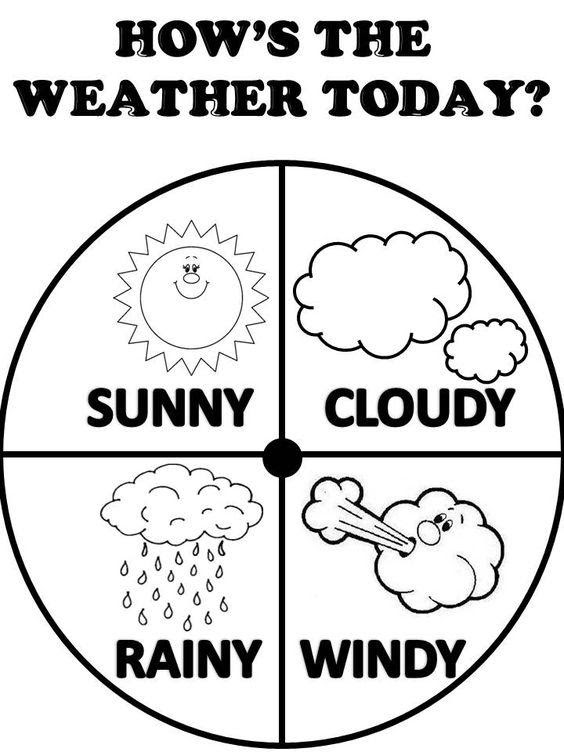 HOW'S THE
WEATHER TODAY?
SUNNY
CLOUDY
RAINY
WINDY